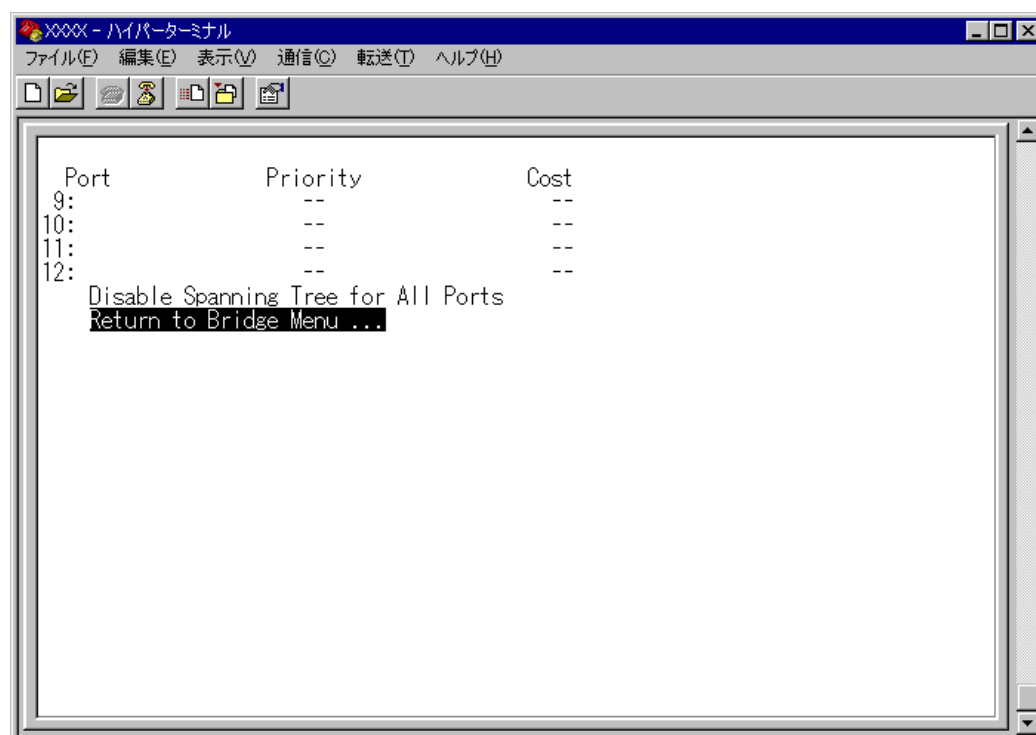 XXXX - ハイパーターミナル
ファイル(F) 編集(E) 表示(V) 通信(C) 転送(T) ヘルプ(H)
Port Priority Cost
9: -- --
10: -- --
11: -- --
12: -- --
Disable Spanning Tree for All Ports
Return to Bridge Menu ...